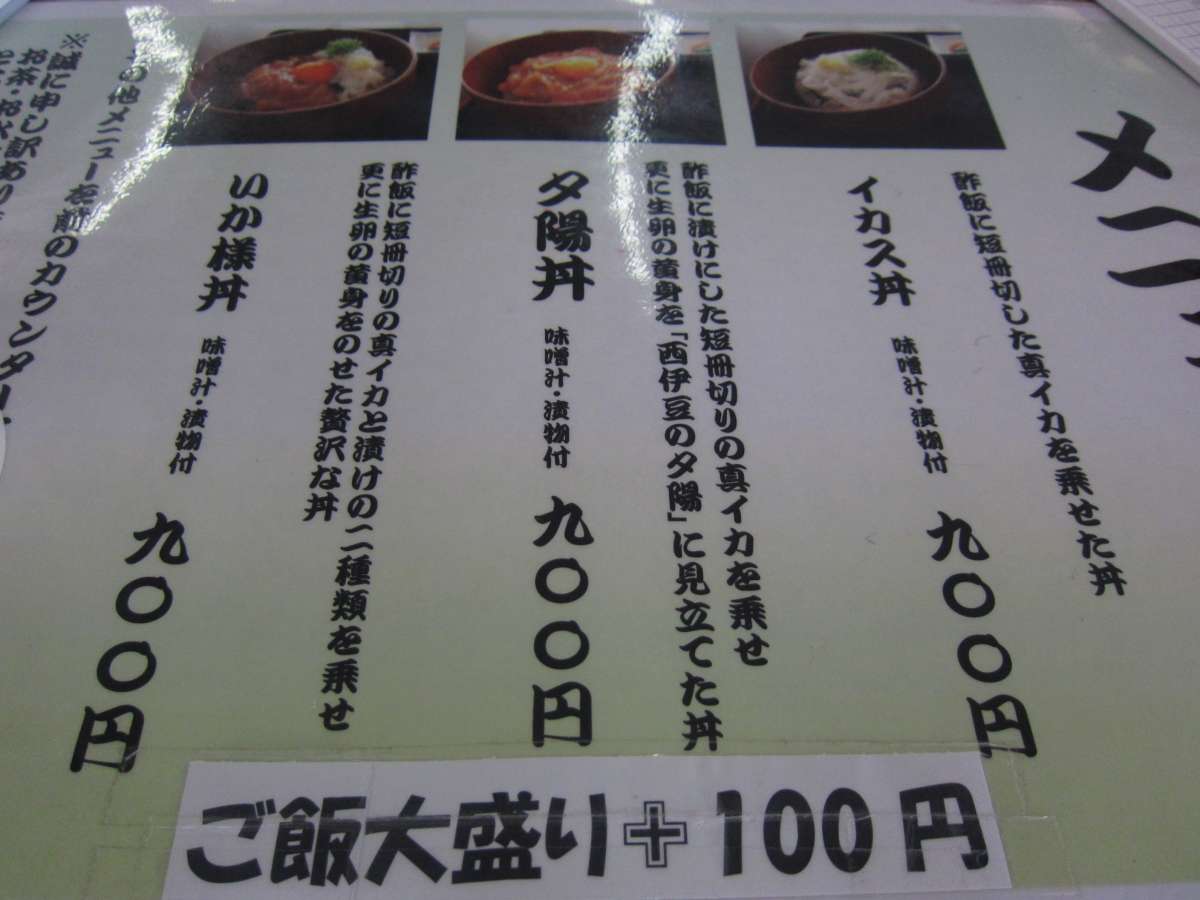 メニュー
酢飯に短冊切した真イカを乗せた丼
イカス丼 味噌汁・漬物付 九〇〇円
酢飯に漬けにした短冊切りの真イカを乗せ
更に生卵の黄身を「西伊豆の夕陽」に見立てた丼
夕陽丼 味噌汁・漬物付 九〇〇円
酢飯に短冊切りの真イカと漬けの二種類を乗せ
更に生卵の黄身をのせた贅沢な丼
いか様丼 味噌汁・漬物付 九〇〇円
の他メニューを前のカウンター
※誠に申し訳あり
お茶・お水
ご飯大盛り+100円